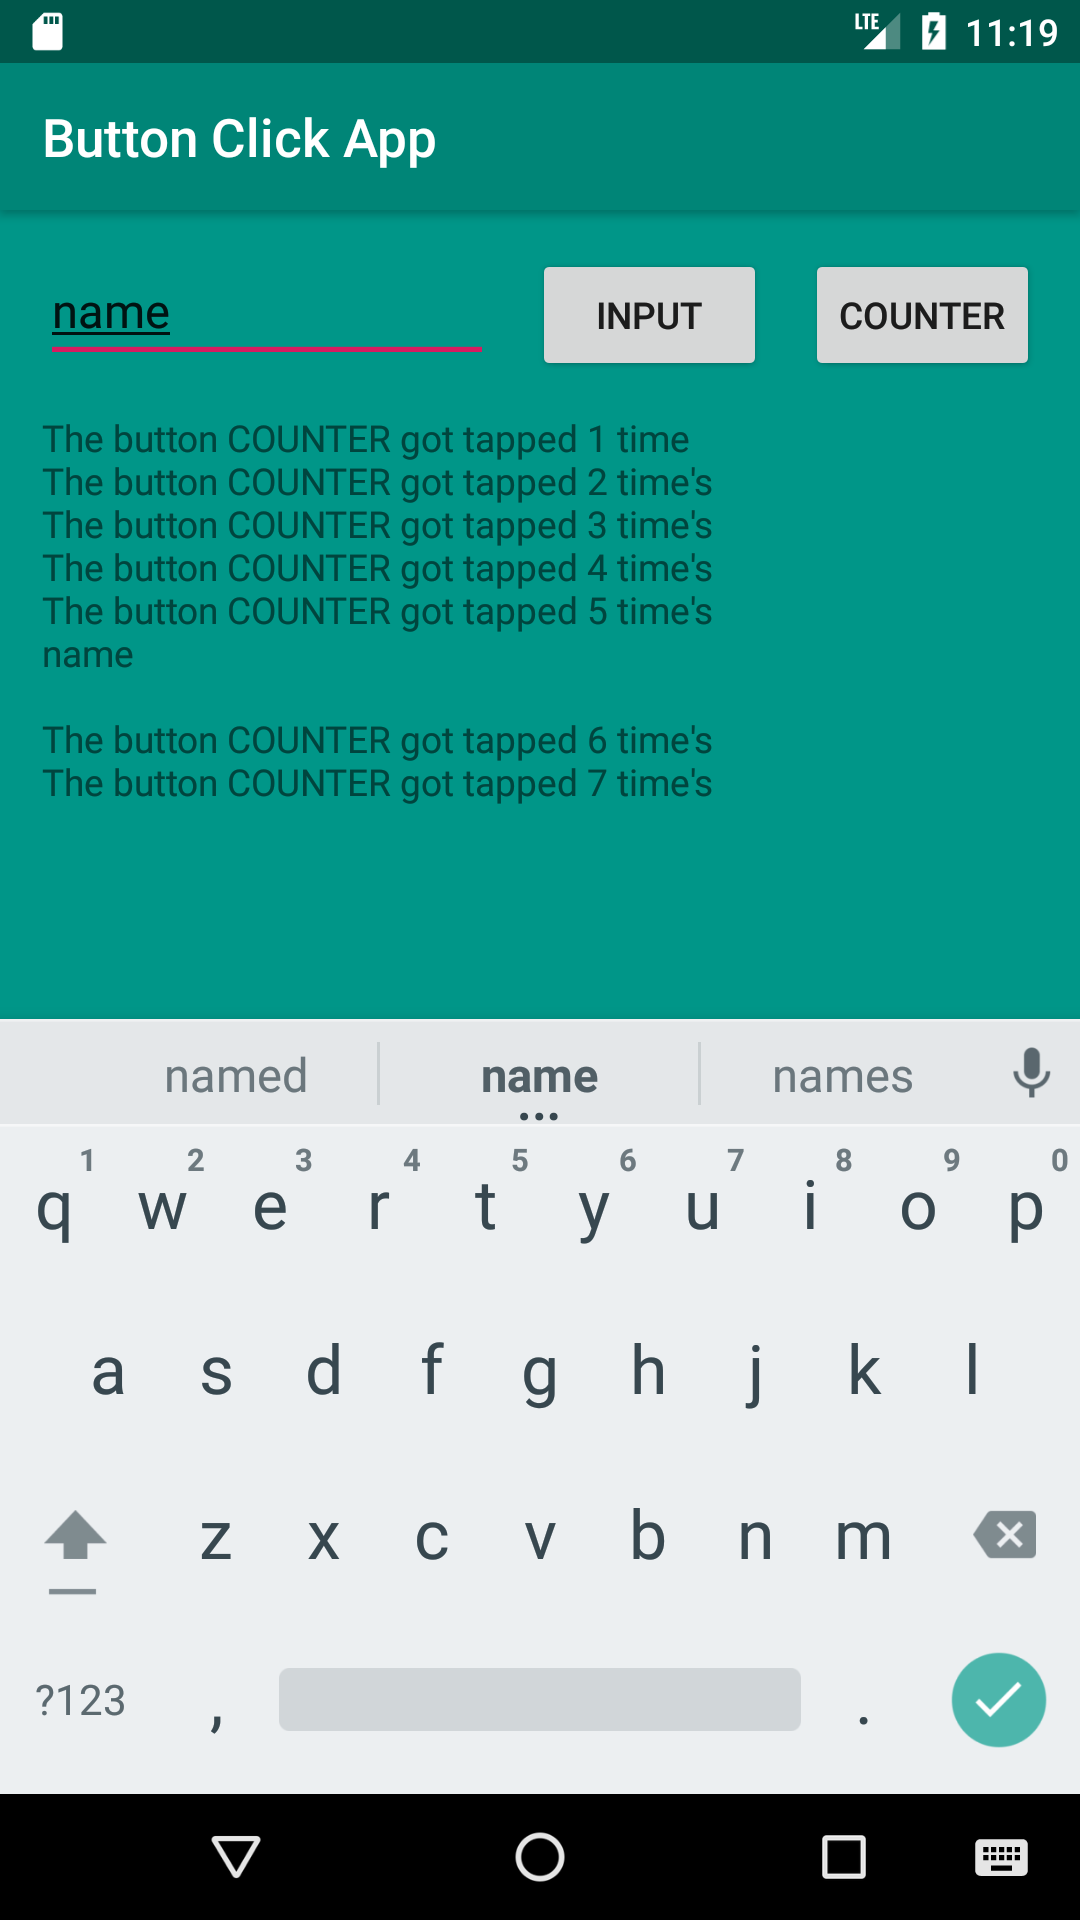 LTE 11:19
Button Click App
name INPUT COUNTER
The button COUNTER got tapped 1 time
The button COUNTER got tapped 2 time's
The button COUNTER got tapped 3 time's
The button COUNTER got tapped 4 time's
The button COUNTER got tapped 5 time's
name
The button COUNTER got tapped 6 time's
The button COUNTER got tapped 7 time's
named name names
1 2 3 4 5 6 7 8 9 0
q w e r t y u i o p
a s d f g h j k l
z x c v b n m
?123 , .